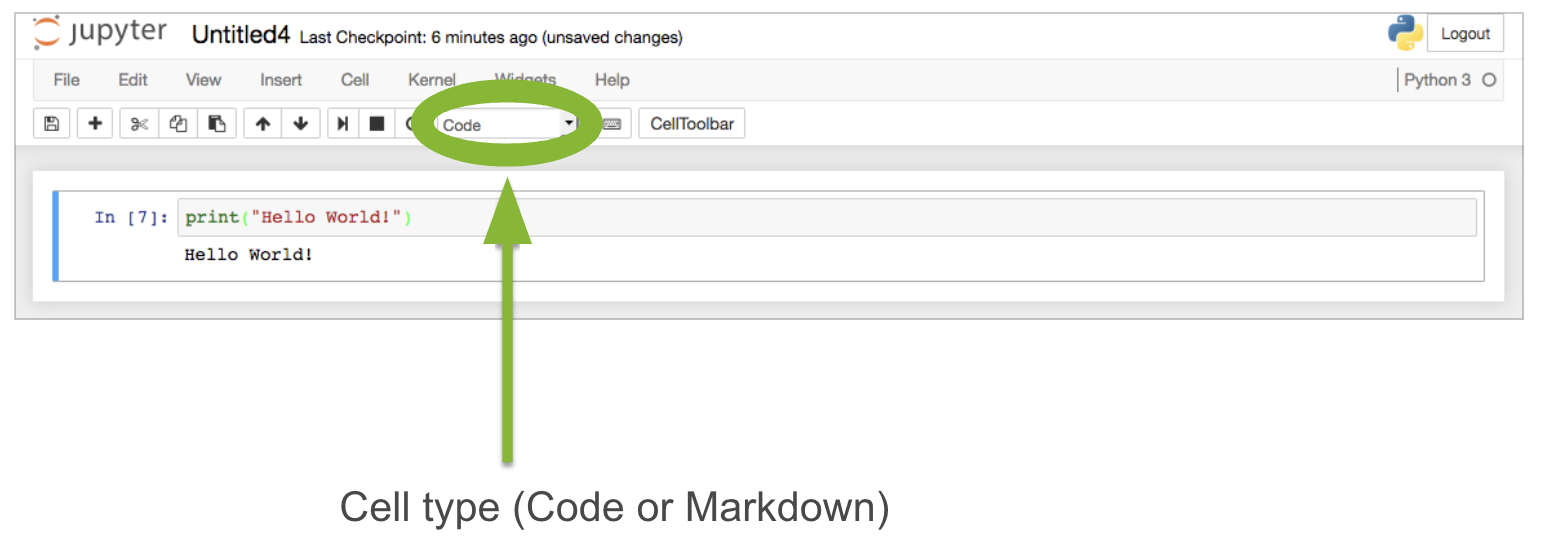 jupyter Untitled4 Last Checkpoint: 6 minutes ago (unsaved changes) Logout
File Edit View Insert Cell Kernel Widgets Help Python 3
Code CellToolbar
In [7]: print("Hello World!")
Hello World!
Cell type (Code or Markdown)